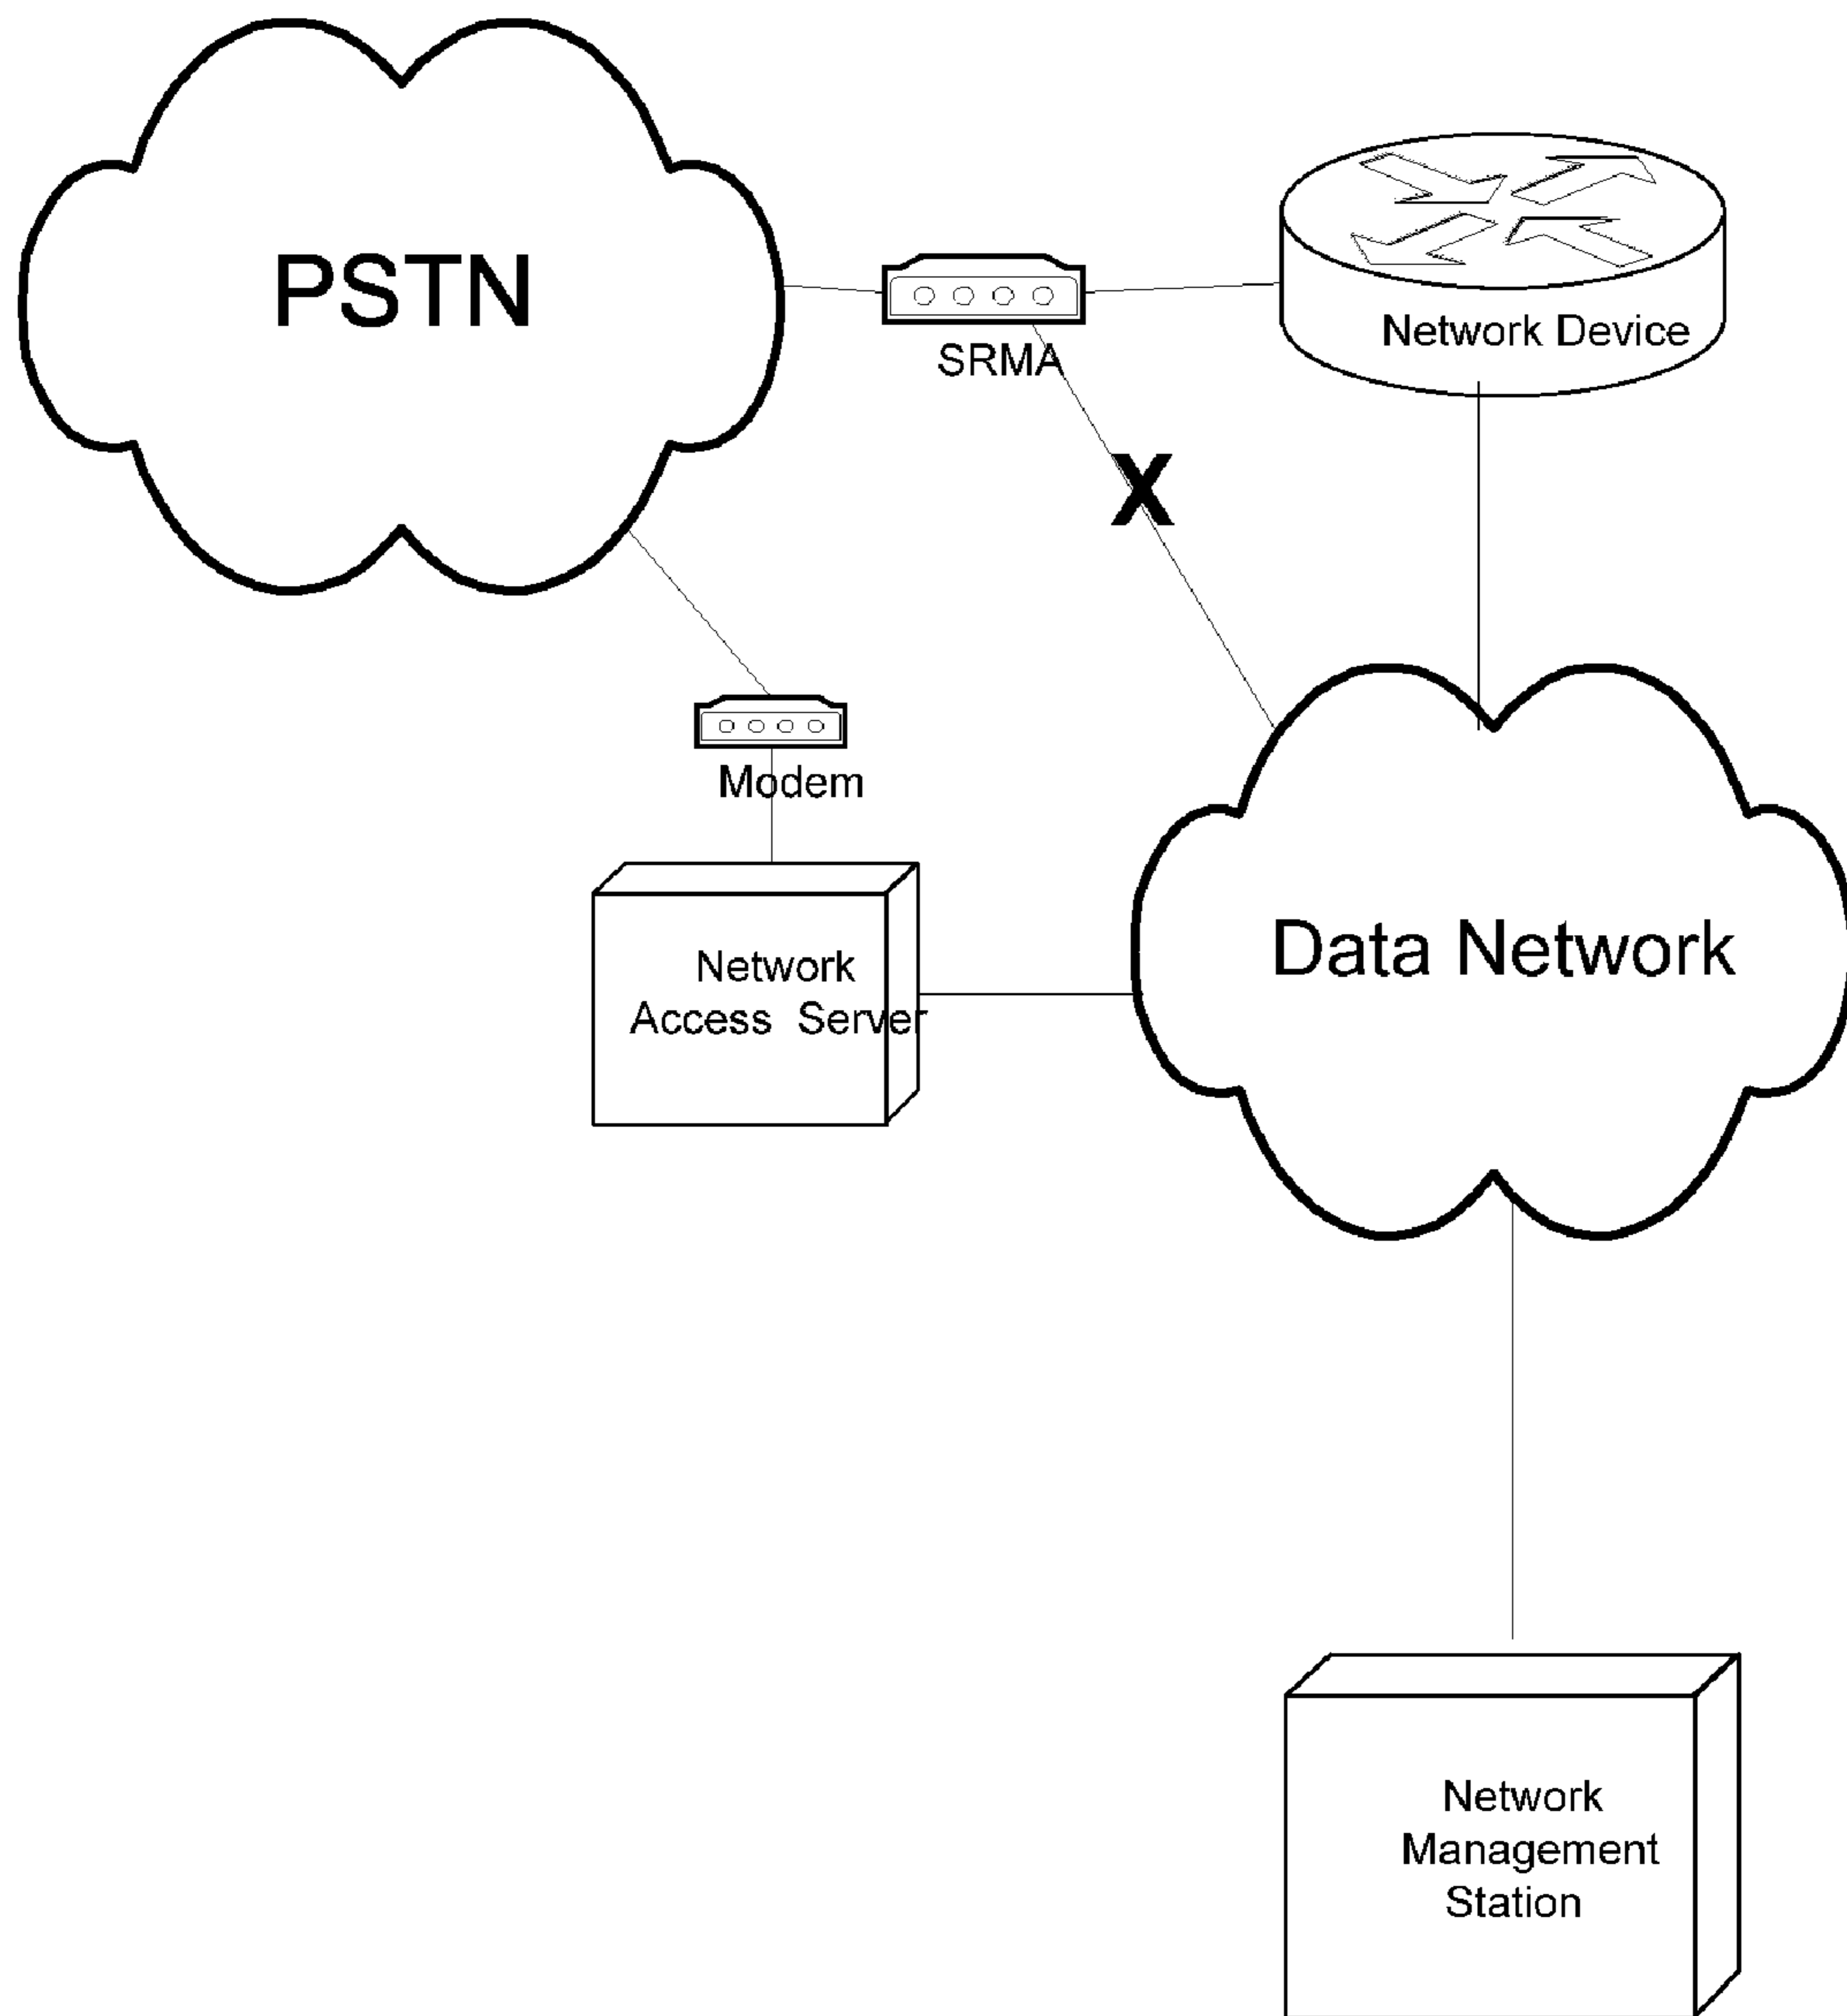 PSTN
Network Device
SRMA
X
Modem
Data Network
Network
Access Server
Network
Management
Station